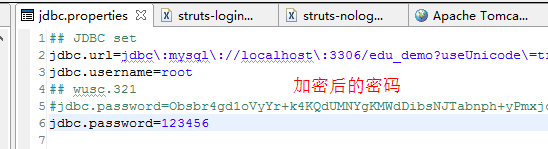 jdbc.properties
struts-login...
struts-nolog...
Apache Tomca...
1 ## JDBC set
2 jdbc.url=jdbc\:mysql\://localhost\:3306/edu_demo?useUnicode\=tr
3 jdbc.username=root
加密后的密码
4 ## wusc.321
5 #jdbc.password=Obsbr4gd1oVyYr+k4KQdUMNYgKMWdDibsNJTabnph+yPmxjc
6 jdbc.password=123456
7